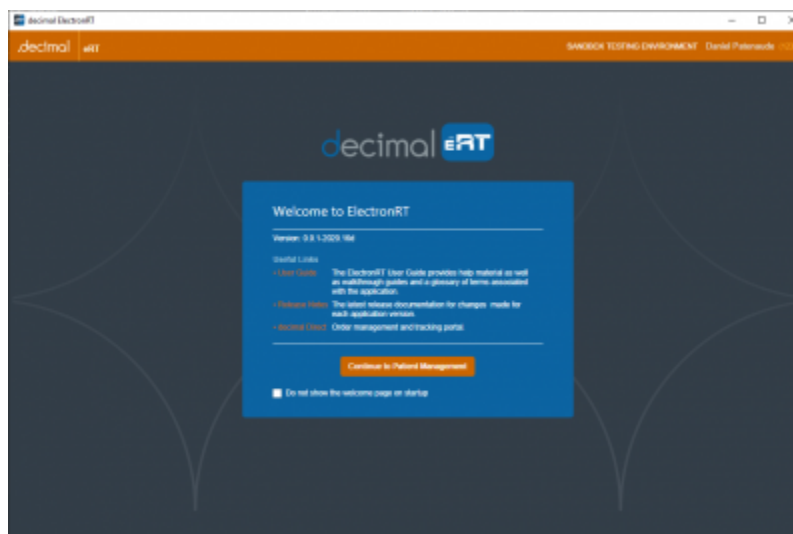 decimal ElectronRT
.decimal eRT SANDBOX TESTING ENVIRONMENT Daniel Patenaude
decimal eRT
Welcome to ElectronRT
Version: 0.9.1-2020.16d
Useful Links
User Guide The ElectronRT User Guide provides help material as well
as walkthrough guides and a glossary of terms associated
with the application.
Release Notes The latest release documentation for changes made for
each application version.
decimal Direct Order management and tracking portal
Continue to Patient Management
Do not show the welcome page on startup